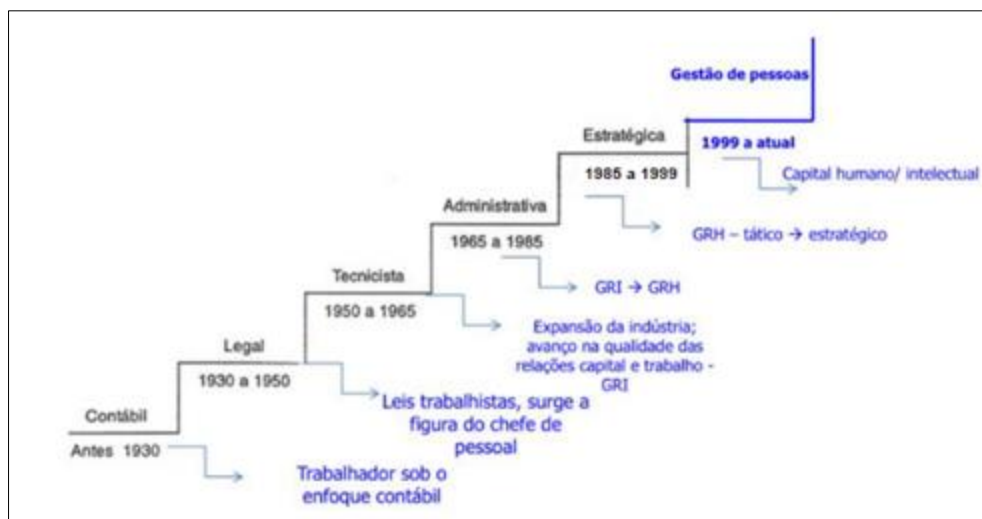 Gestão de pessoas
Estratégica
1999 a atual
1985 a 1999
Capital humano/ intelectual
Administrativa
GRH – tático → estratégico
1965 a 1985
Tecnicista
GRI → GRH
1950 a 1965
Expansão da indústria;
avanço na qualidade das
relações capital e trabalho -
GRI
Legal
1930 a 1950
Leis trabalhistas, surge a
figura do chefe de
pessoal
Contábil
Antes 1930
Trabalhador sob o
enfoque contábil